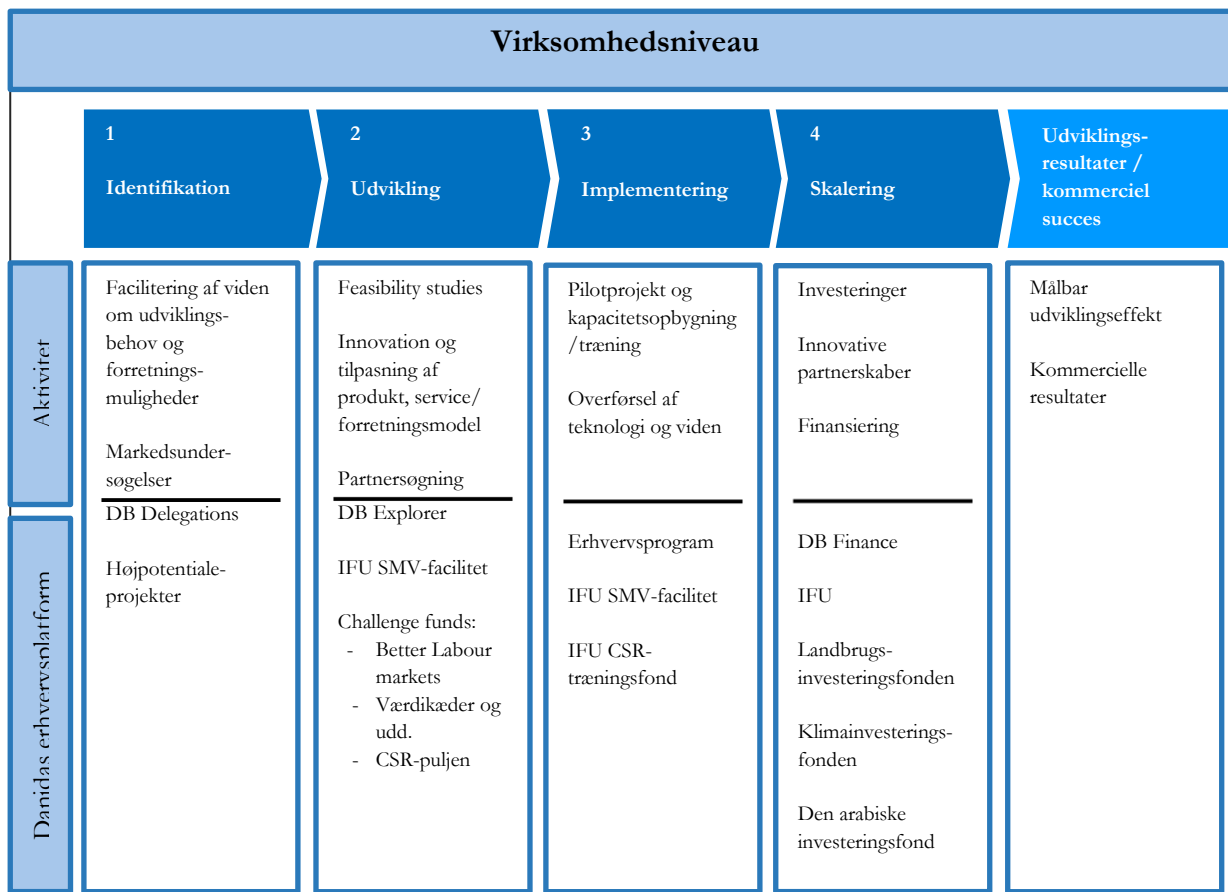 Virksomhedsniveau
1
Identifikation
2
Udvikling
3
Implementering
4
Skalering
Udviklings-
resultater /
kommerciel
succes
Aktivitet
Facilitering af viden
om udviklings-
behov og
forretnings-
muligheder
Markedsunder-
søgelser
Feasibility studies
Innovation og
tilpasning af
produkt, service/
forretningsmodel
Partnersøgning
Pilotprojekt og
kapacitetsopbygning
/træning
Overførsel af
teknologi og viden
Investeringer
Innovative
partnerskaber
Finansiering
Målbar
udviklingseffekt
Kommercielle
resultater
Danidas erhvervsplatform
DB Delegations
Højpotentiale-
projekter
DB Explorer
IFU SMV-facilitet
Challenge funds:
- Better Labour
markets
- Værdikæder og
udd.
- CSR-puljen
Erhvervsprogram
IFU SMV-facilitet
IFU CSR-
træningsfond
DB Finance
IFU
Landbrugs-
investeringsfonden
Klimainvesterings-
fonden
Den arabiske
investeringsfond